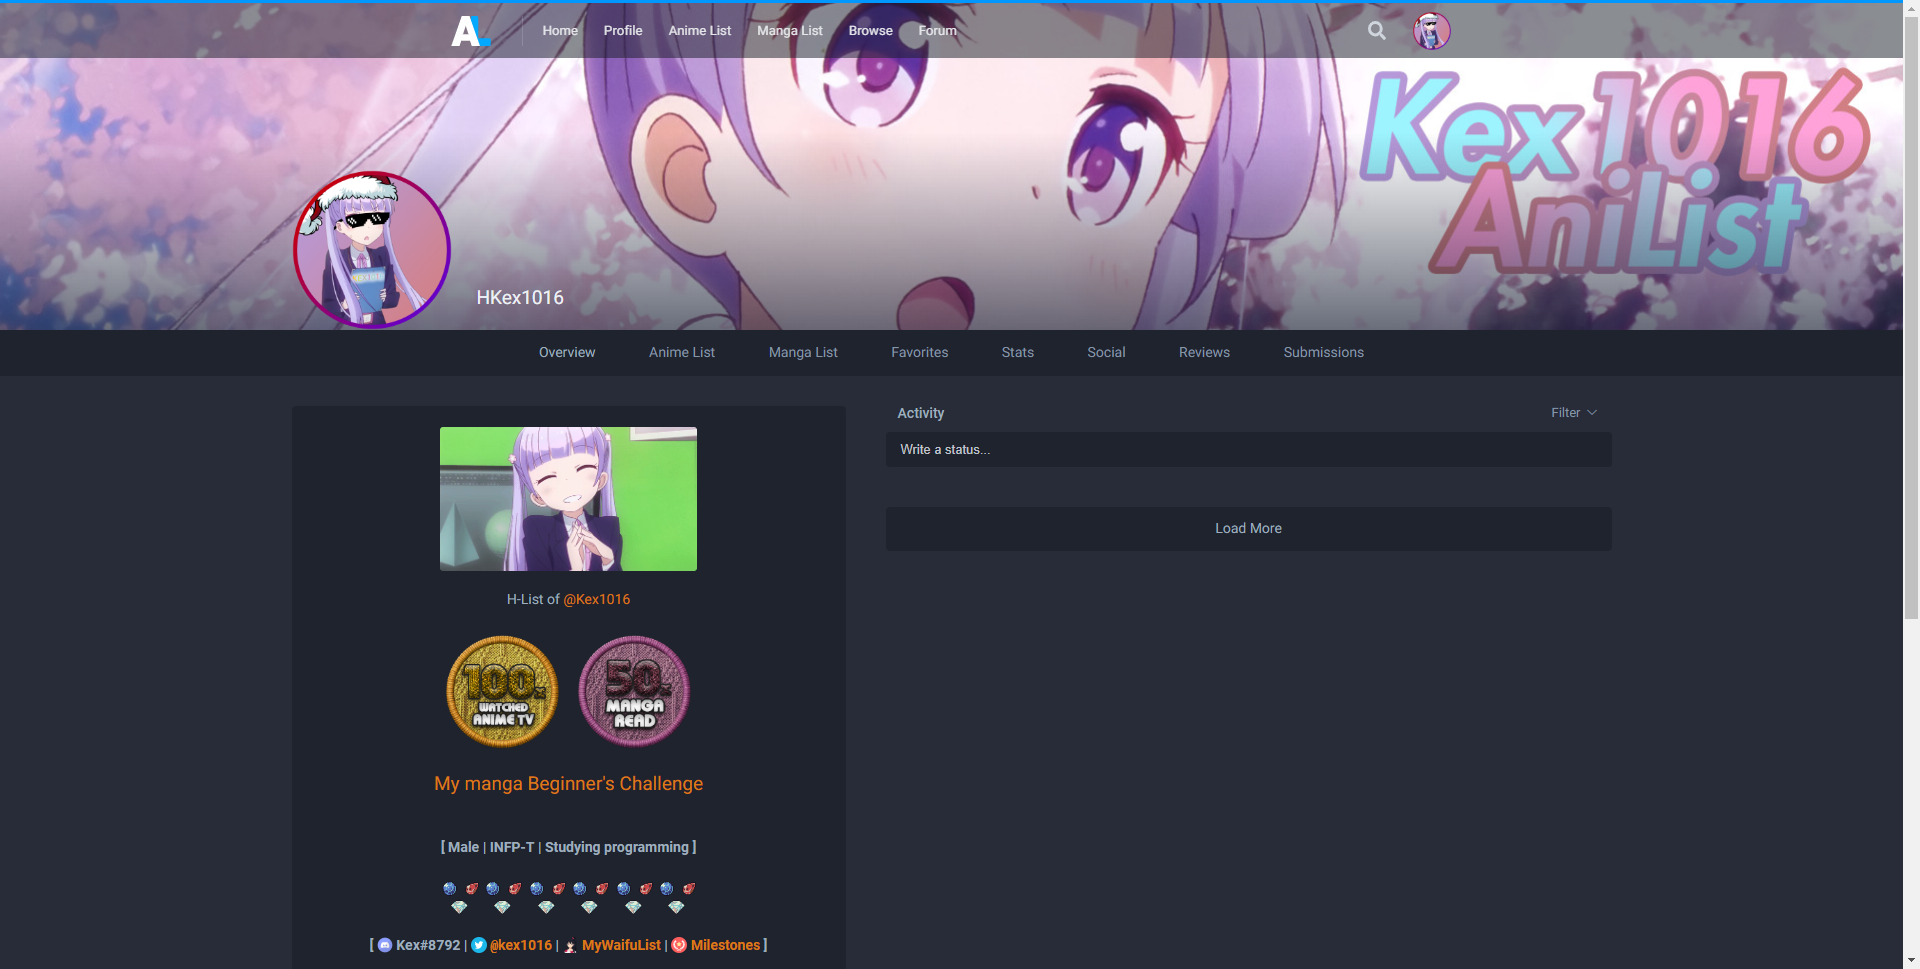 AL
Home Profile Anime List Manga List Browse Forum
Kex1016
AniList
HKex1016
Overview Anime List Manga List Favorites Stats Social Reviews Submissions
Activity
Filter
Write a status...
Load More
H-List of @Kex1016
100x
WATCHED
ANIME TV
50x
MANGA
READ
My manga Beginner's Challenge
[ Male | INFP-T | Studying programming ]
[ Kex#8792 | @kex1016 | MyWaifuList | Milestones ]